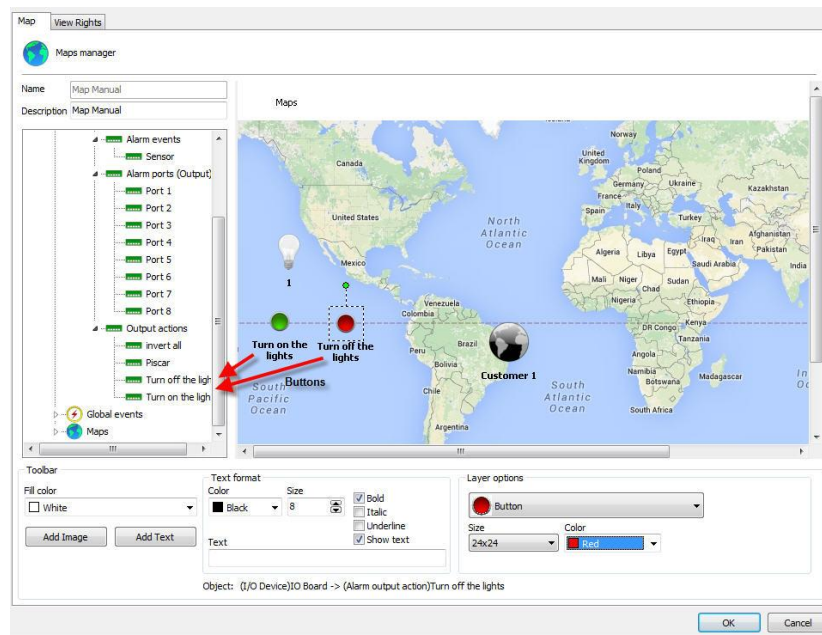 Map
View Rights
Maps manager
Name
Map Manual
Description
Map Manual
Alarm events
Sensor
Alarm ports (Output)
Port 1
Port 2
Port 3
Port 4
Port 5
Port 6
Port 7
Port 8
Output actions
invert all
Piscar
Turn off the ligh
Turn on the ligh
Global events
Maps
Maps
Norway
United
Kingdom
Poland
Germany
Ukraine
Kazakhstan
France
Italy
Spain
Turkey
Canada
United States
North
Atlantic
Ocean
Afghanistan
Iraq
Iran
Pakistan
Algeria
Libya
Egypt
Saudi Arabia
India
Mexico
1
Mali
Niger
Sudan
Chad
Nigeria
Ethiopia
Venezuela
Colombia
Kenya
DR Congo
Tanzania
Turn on the
lights
Turn off the
lights
Peru
Brazil
Angola
Bolivia
Customer 1
Namibia
Botswana
Madagascar
Buttons
South
Pacific
Ocean
Chile
South
Atlantic
Ocean
South Africa
Argentina
Toolbar
Fill color
White
Add Image
Add Text
Text format
Color
Size
Black
8
Bold
Italic
Underline
Show text
Text
Layer options
Button
Size
Color
24x24
Red
Object: (I/O Device)IO Board -> (Alarm output action)Turn off the lights
OK
Cancel